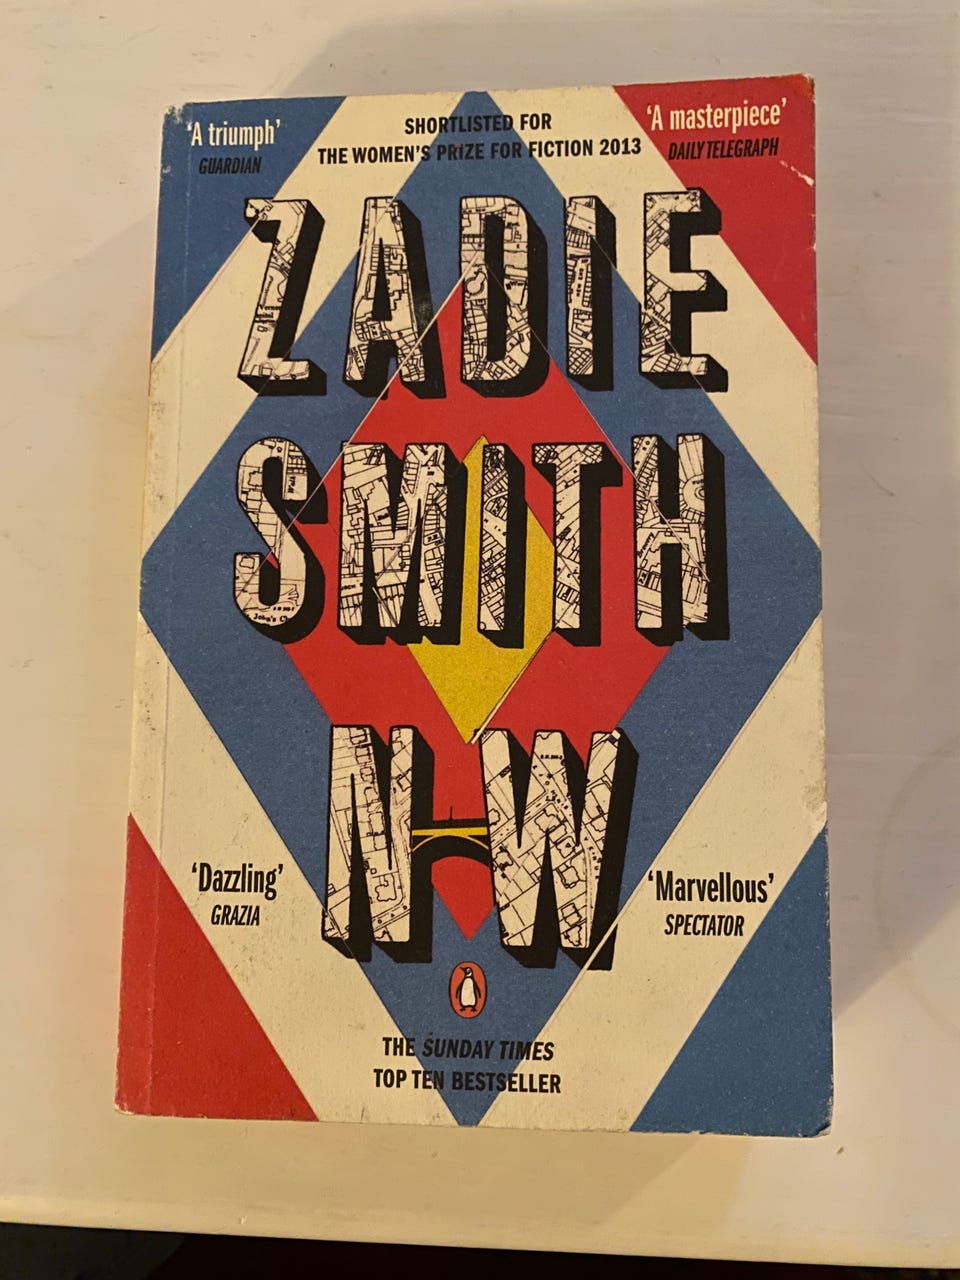 'A triumph'
GUARDIAN
SHORTLISTED FOR
THE WOMEN'S PRIZE FOR FICTION 2013
'A masterpiece'
DAILY TELEGRAPH
ZADIE
SMITH
NW
'Dazzling'
GRAZIA
'Marvellous'
SPECTATOR
THE SUNDAY TIMES
TOP TEN BESTSELLER